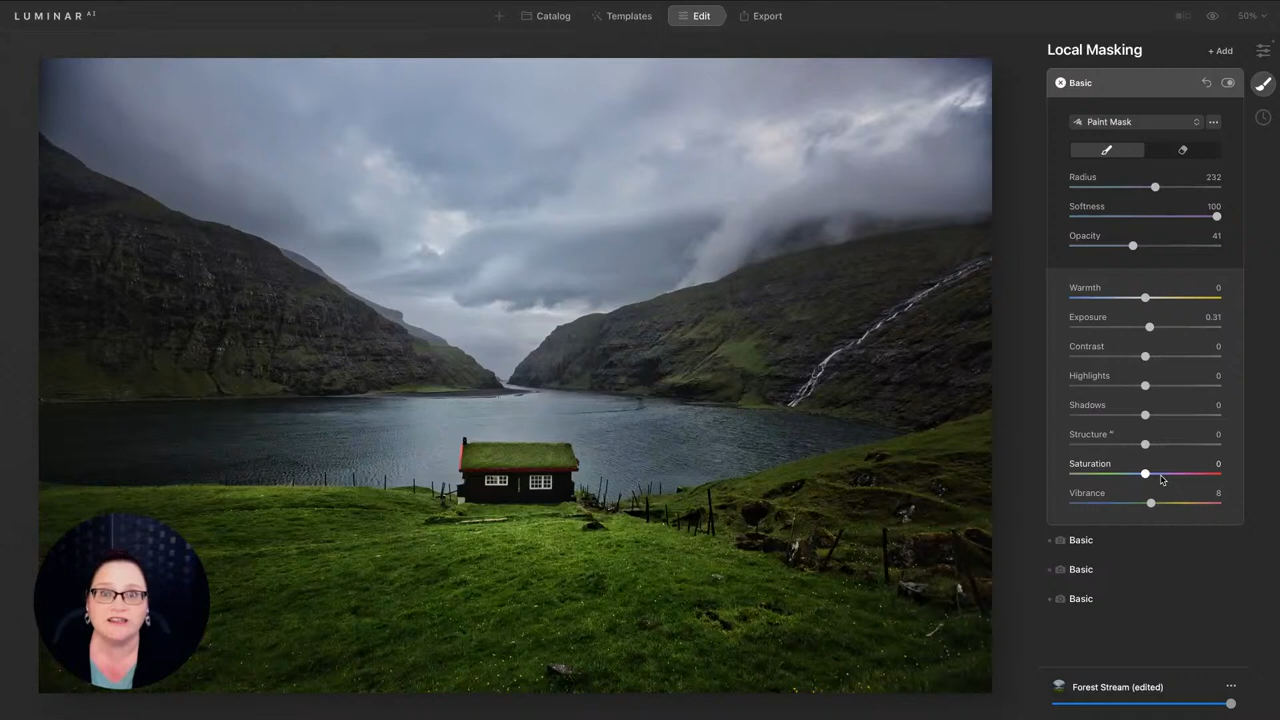 LUMINAR AI
Catalog
Templates
Edit
Export
50%
Local Masking
+ Add
Basic
Paint Mask
Radius 232
Softness 100
Opacity 41
Warmth 0
Exposure 0.31
Contrast 0
Highlights 0
Shadows 0
Structure AI 0
Saturation 0
Vibrance 8
Basic
Basic
Basic
Forest Stream (edited)